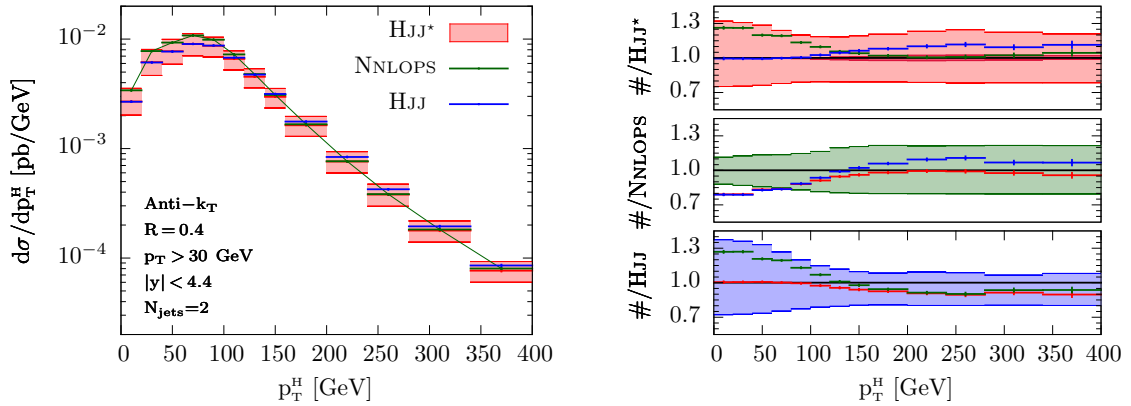 dσ/dp_T^H [pb/GeV]
10⁻²
10⁻³
10⁻⁴
HJJ*
NNLOPS
HJJ
Anti−k_T
R = 0.4
p_T > 30 GeV
|y| < 4.4
N_jets=2
0 50 100 150 200 250 300 350 400
p_T^H [GeV]
#/HJJ*
1.3
1.0
0.7
#/NNLOPS
1.3
1.0
0.7
#/HJJ
1.3
1.0
0.7
0 50 100 150 200 250 300 350 400
p_T^H [GeV]